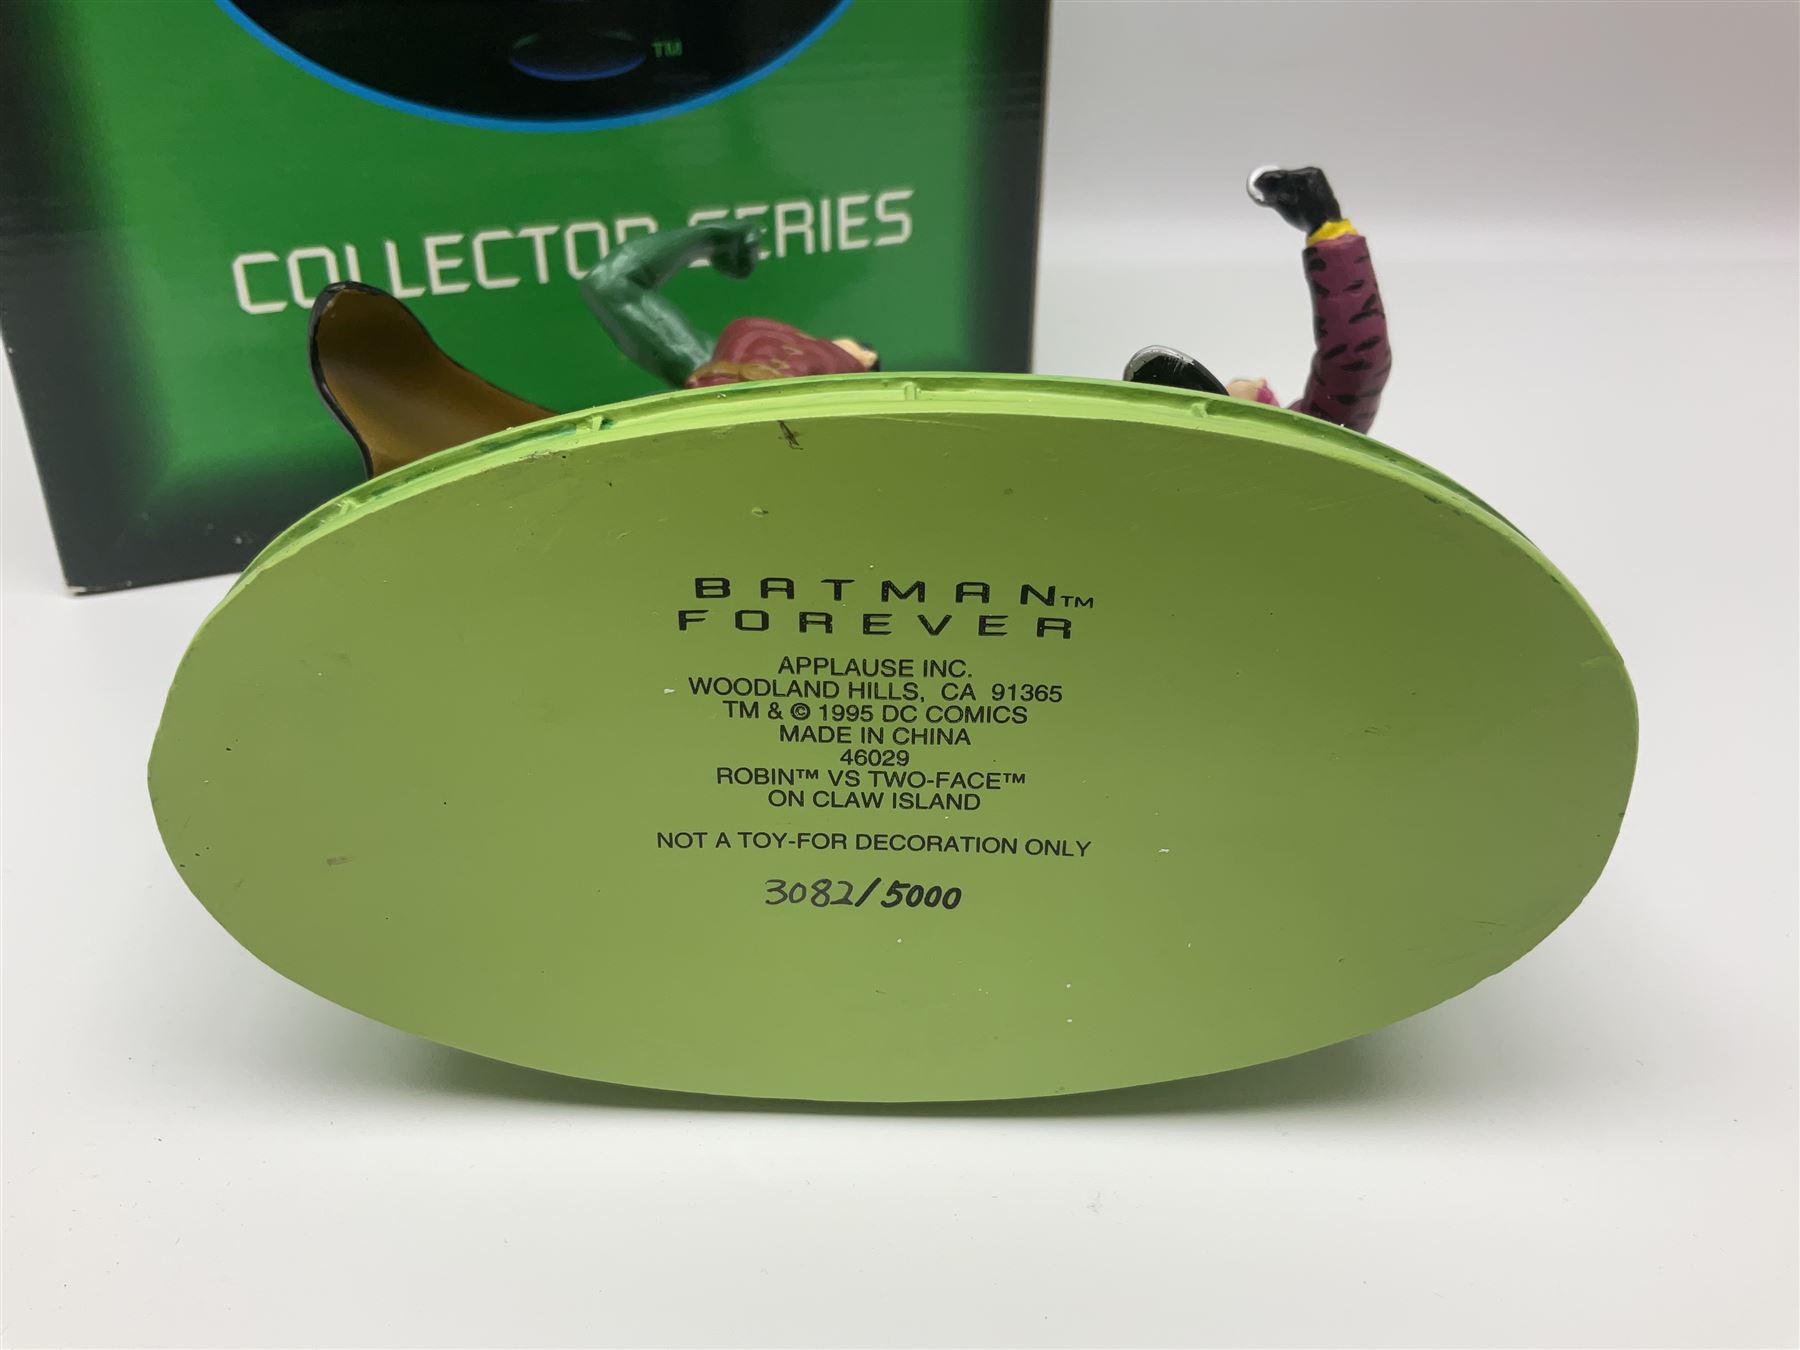 TM
COLLECTOR SERIES
BATMAN™
FOREVER
APPLAUSE INC.
WOODLAND HILLS, CA 91365
TM & © 1995 DC COMICS
MADE IN CHINA
46029
ROBIN™ VS TWO-FACE™
ON CLAW ISLAND
NOT A TOY-FOR DECORATION ONLY
3082/5000